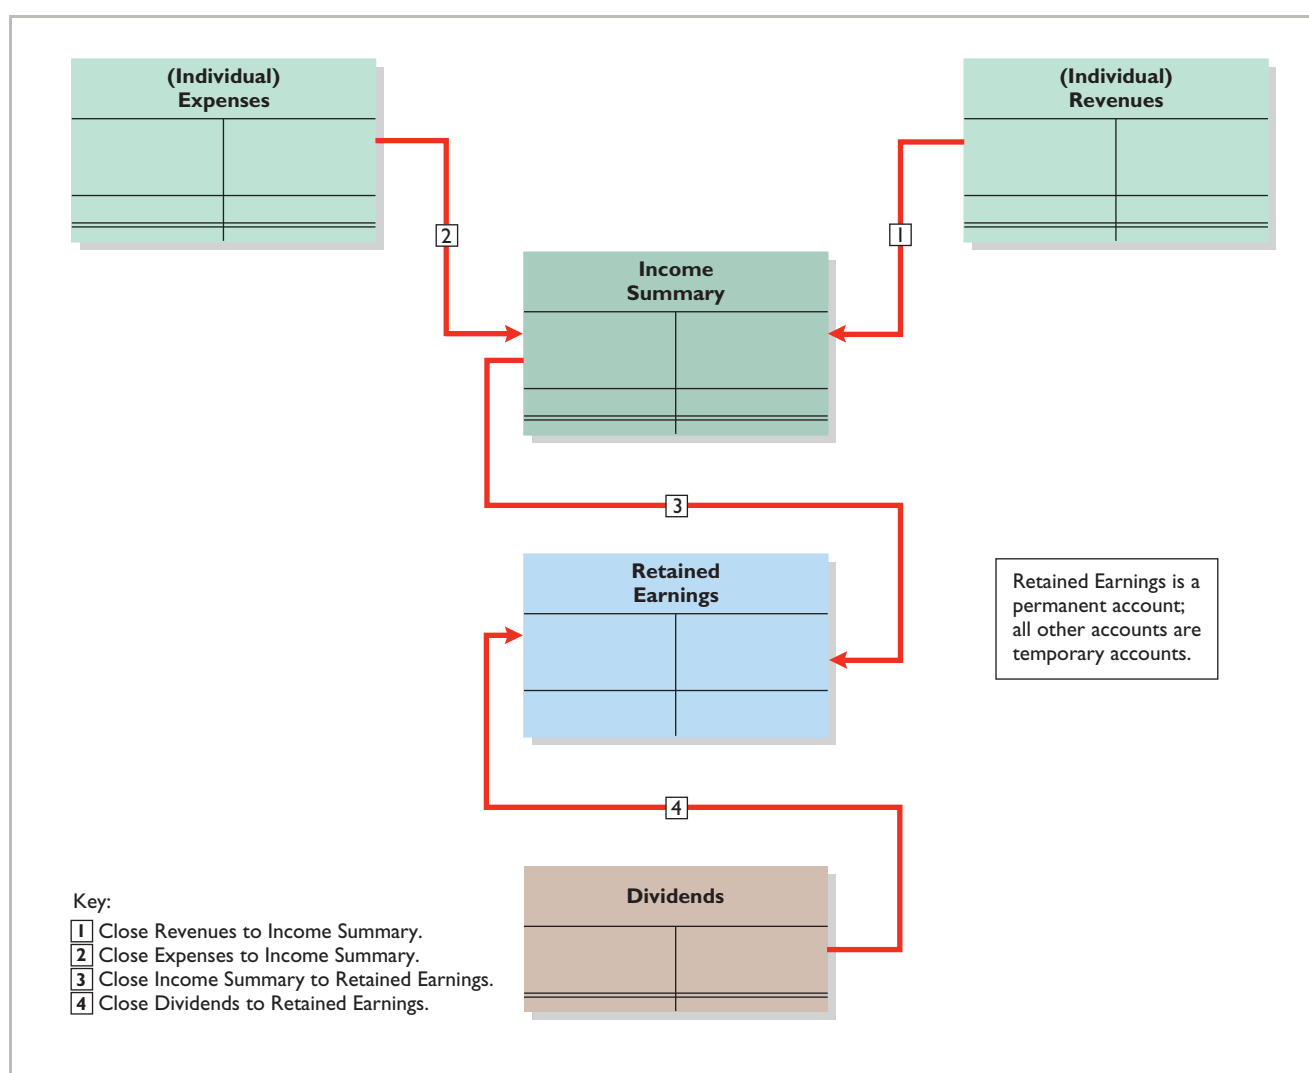 (Individual)
Expenses
(Individual)
Revenues
2
1
Income
Summary
3
Retained
Earnings
Retained Earnings is a
permanent account;
all other accounts are
temporary accounts.
4
Dividends
Key:
1 Close Revenues to Income Summary.
2 Close Expenses to Income Summary.
3 Close Income Summary to Retained Earnings.
4 Close Dividends to Retained Earnings.